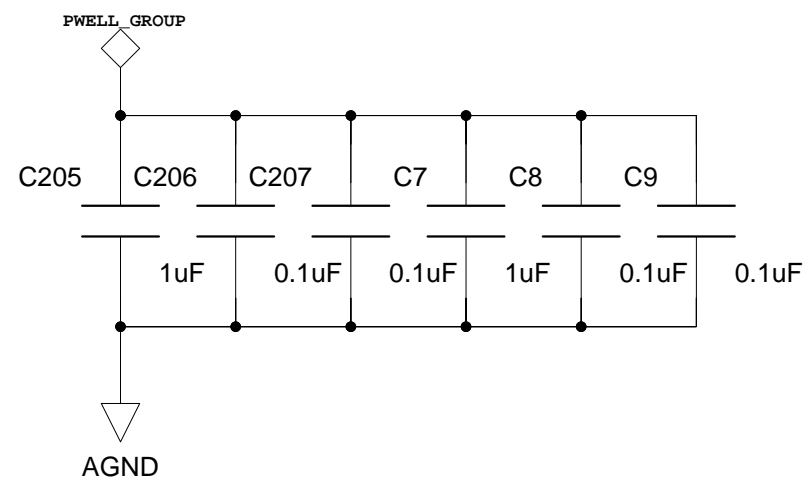 PWELL_GROUP
C205 C206 C207 C7 C8 C9
1uF 0.1uF 0.1uF 1uF 0.1uF 0.1uF
AGND